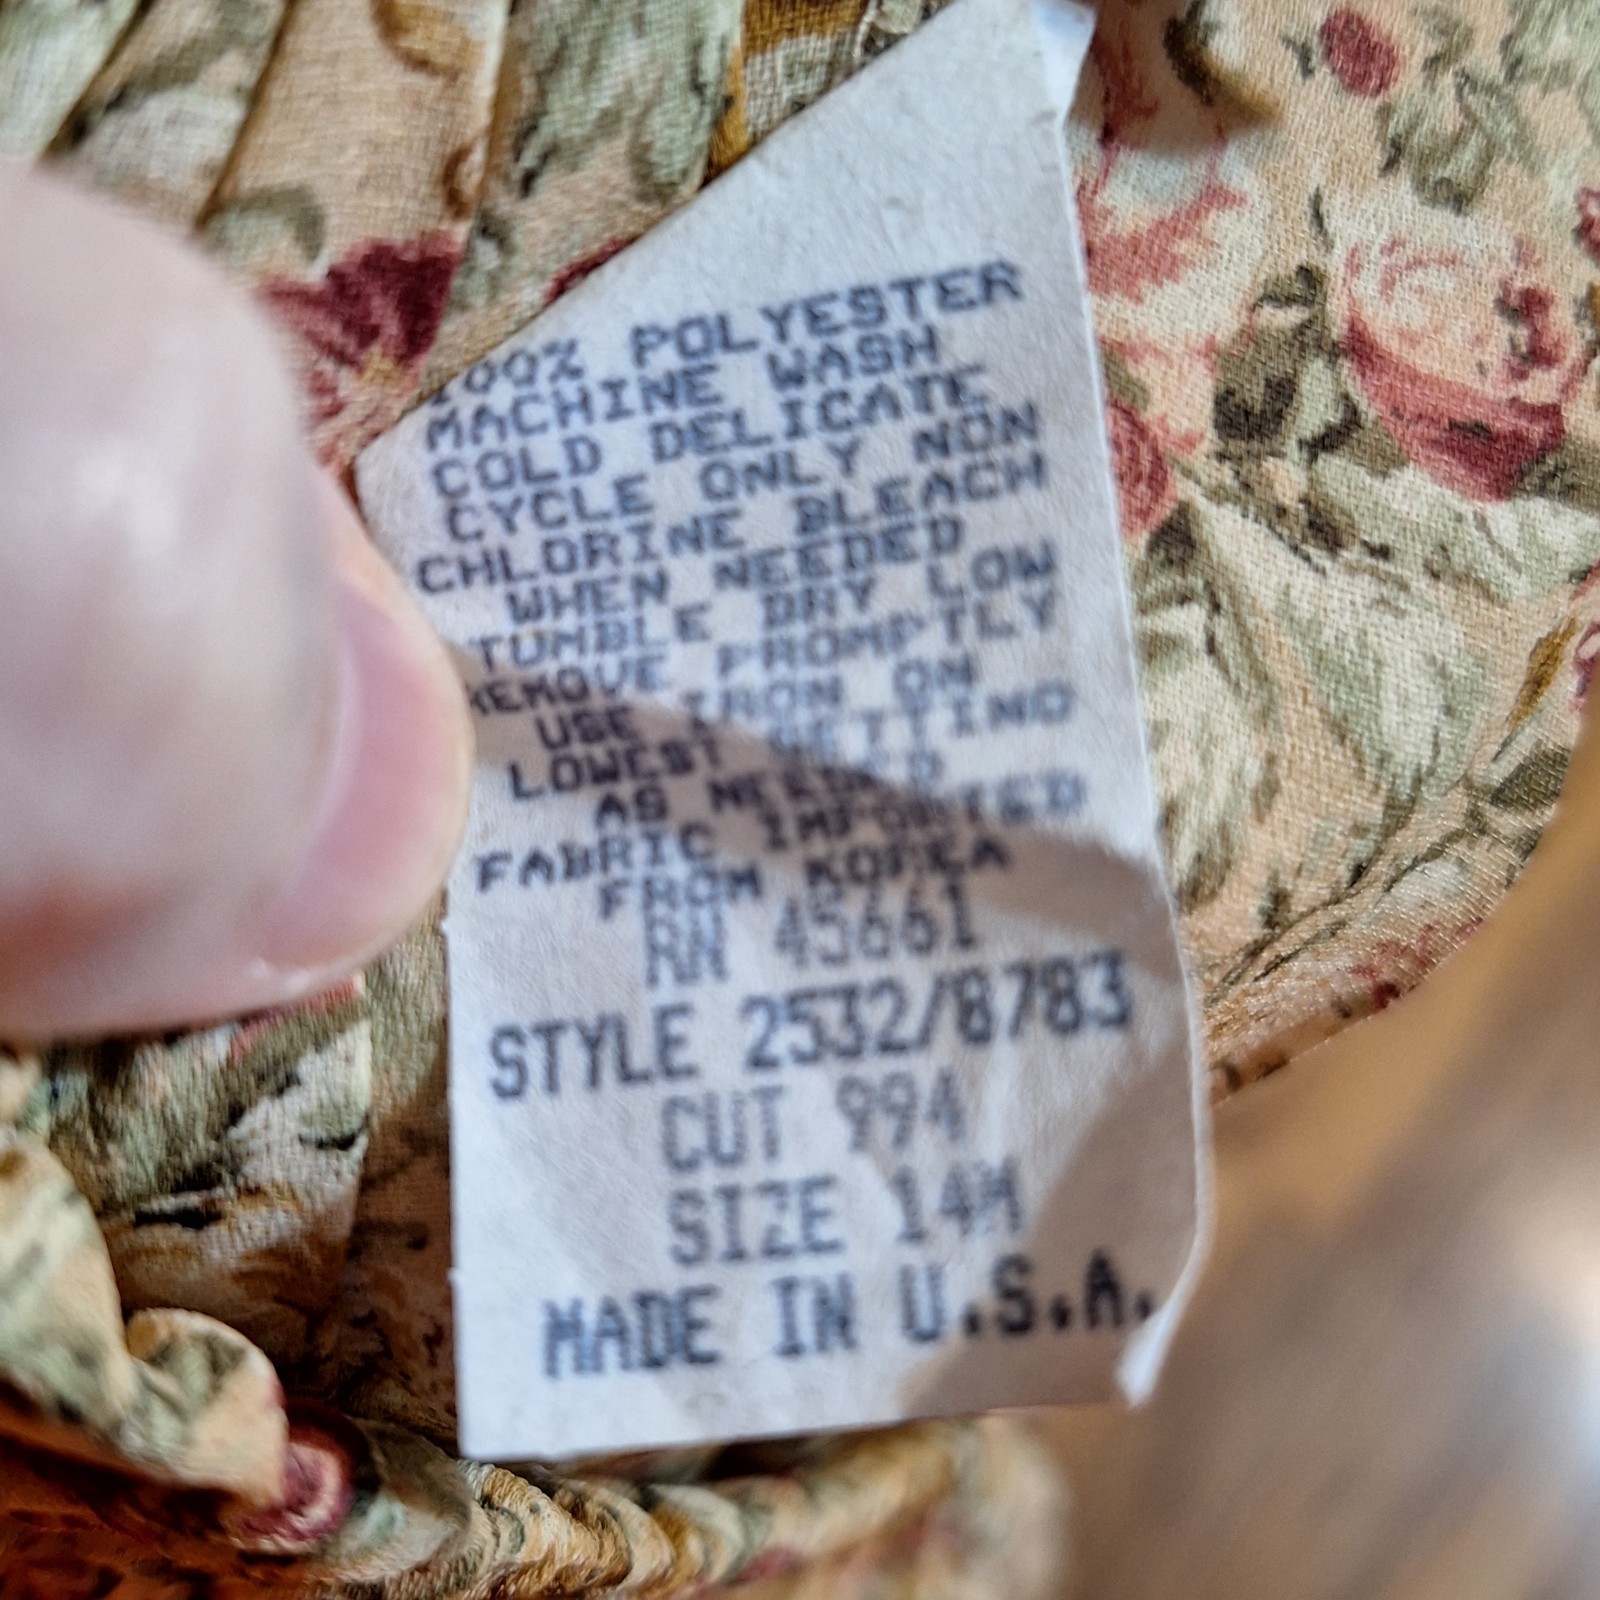 100% POLYESTER
MACHINE WASH
COLD DELICATE
CYCLE ONLY NON
CHLORINE BLEACH
WHEN NEEDED
TUMBLE DRY LOW
REMOVE PROMPTLY
USE IRON ON
LOWEST SETTING
AS NEEDED
FABRIC IMPORTED
FROM KOREA
RN 45661
STYLE 2532/8783
CUT 994
SIZE 14M
MADE IN U.S.A.